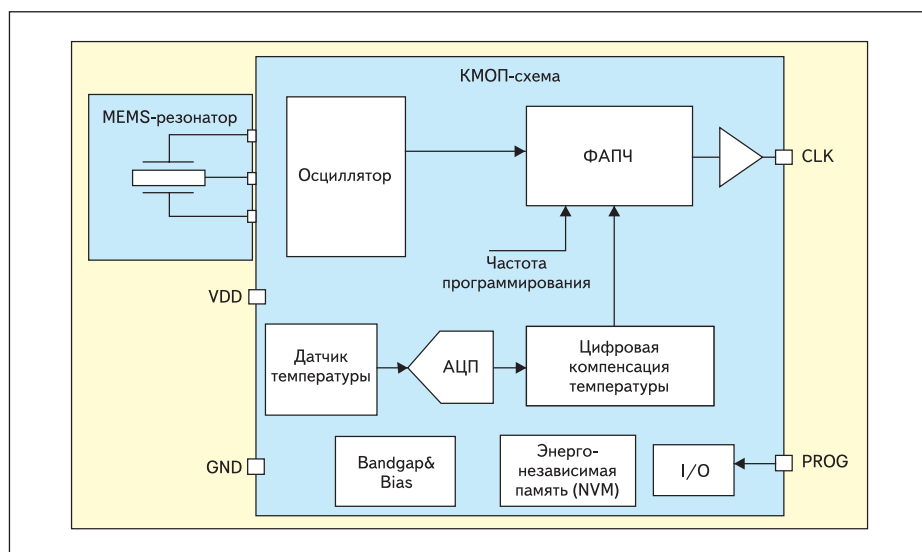 КМОП-схема
MEMS-резонатор
Осциллятор
ФАПЧ
CLK
Частота
программирования
VDD
Датчик
температуры
АЦП
Цифровая
компенсация
температуры
GND
Bandgap&
Bias
Энерго-
независимая
память (NVM)
I/O
PROG